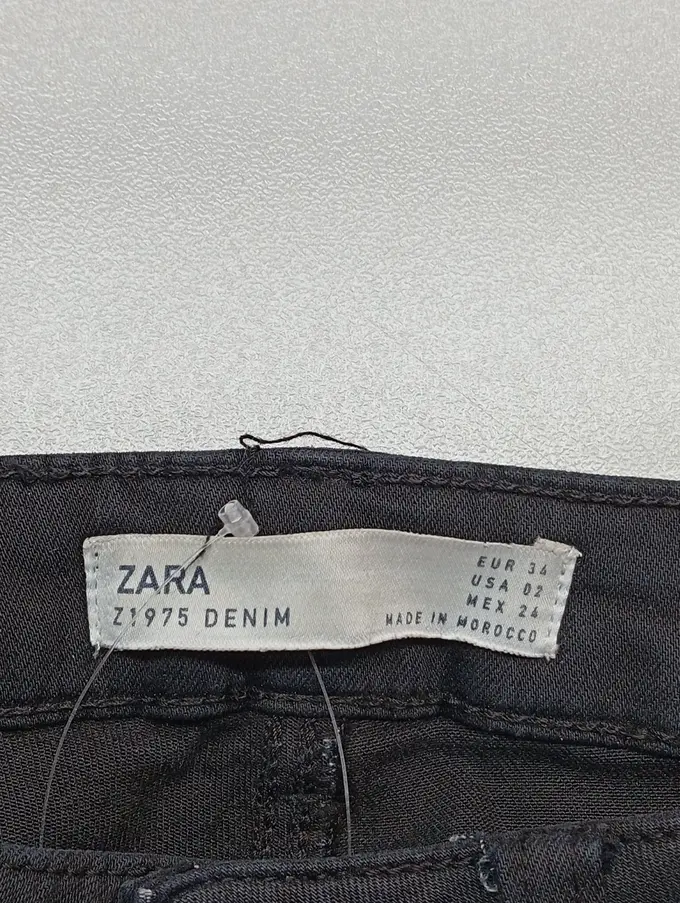 ZARA
Z1975 DENIM
EUR 34
USA 02
MEX 24
MADE IN MOROCCO